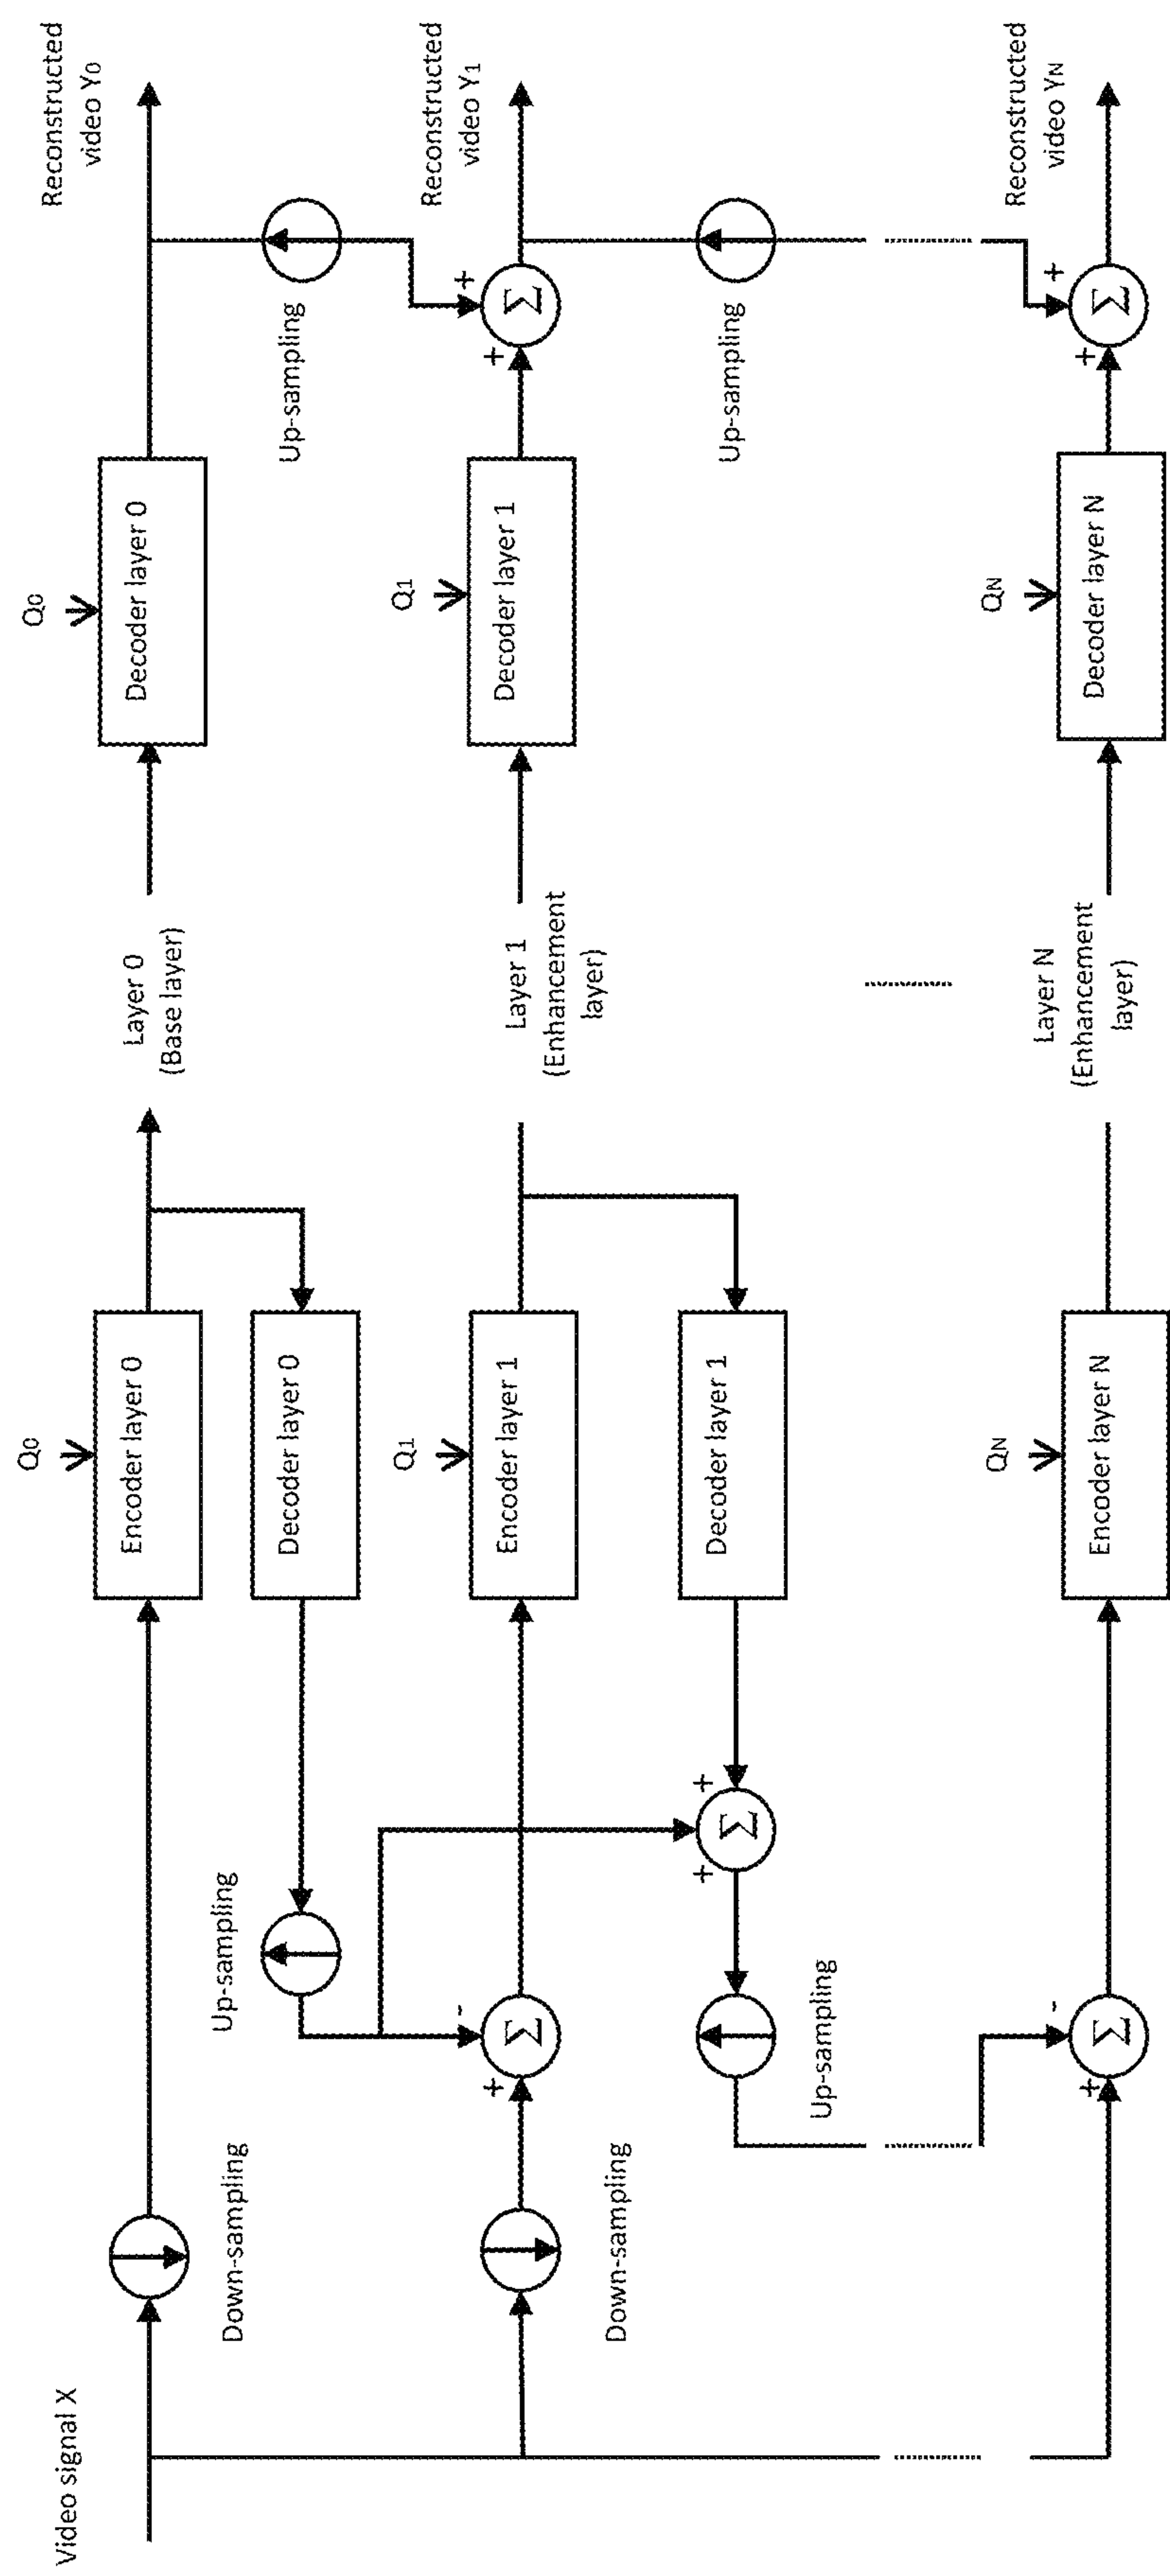 Video signal X
Down-sampling
Up-sampling
Q0
Encoder layer 0
Decoder layer 0
Layer 0
(Base layer)
Q0
Decoder layer 0
Reconstructed
video Y0
Up-sampling
Down-sampling
+
-
Σ
Q1
Encoder layer 1
Layer 1
(Enhancement
layer)
Q1
Decoder layer 1
+
+
Σ
Reconstructed
video Y1
Up-sampling
+
+
Σ
Decoder layer 1
Up-sampling
+
-
Σ
QN
Encoder layer N
Layer N
(Enhancement
layer)
QN
Decoder layer N
+
+
Σ
Reconstructed
video YN